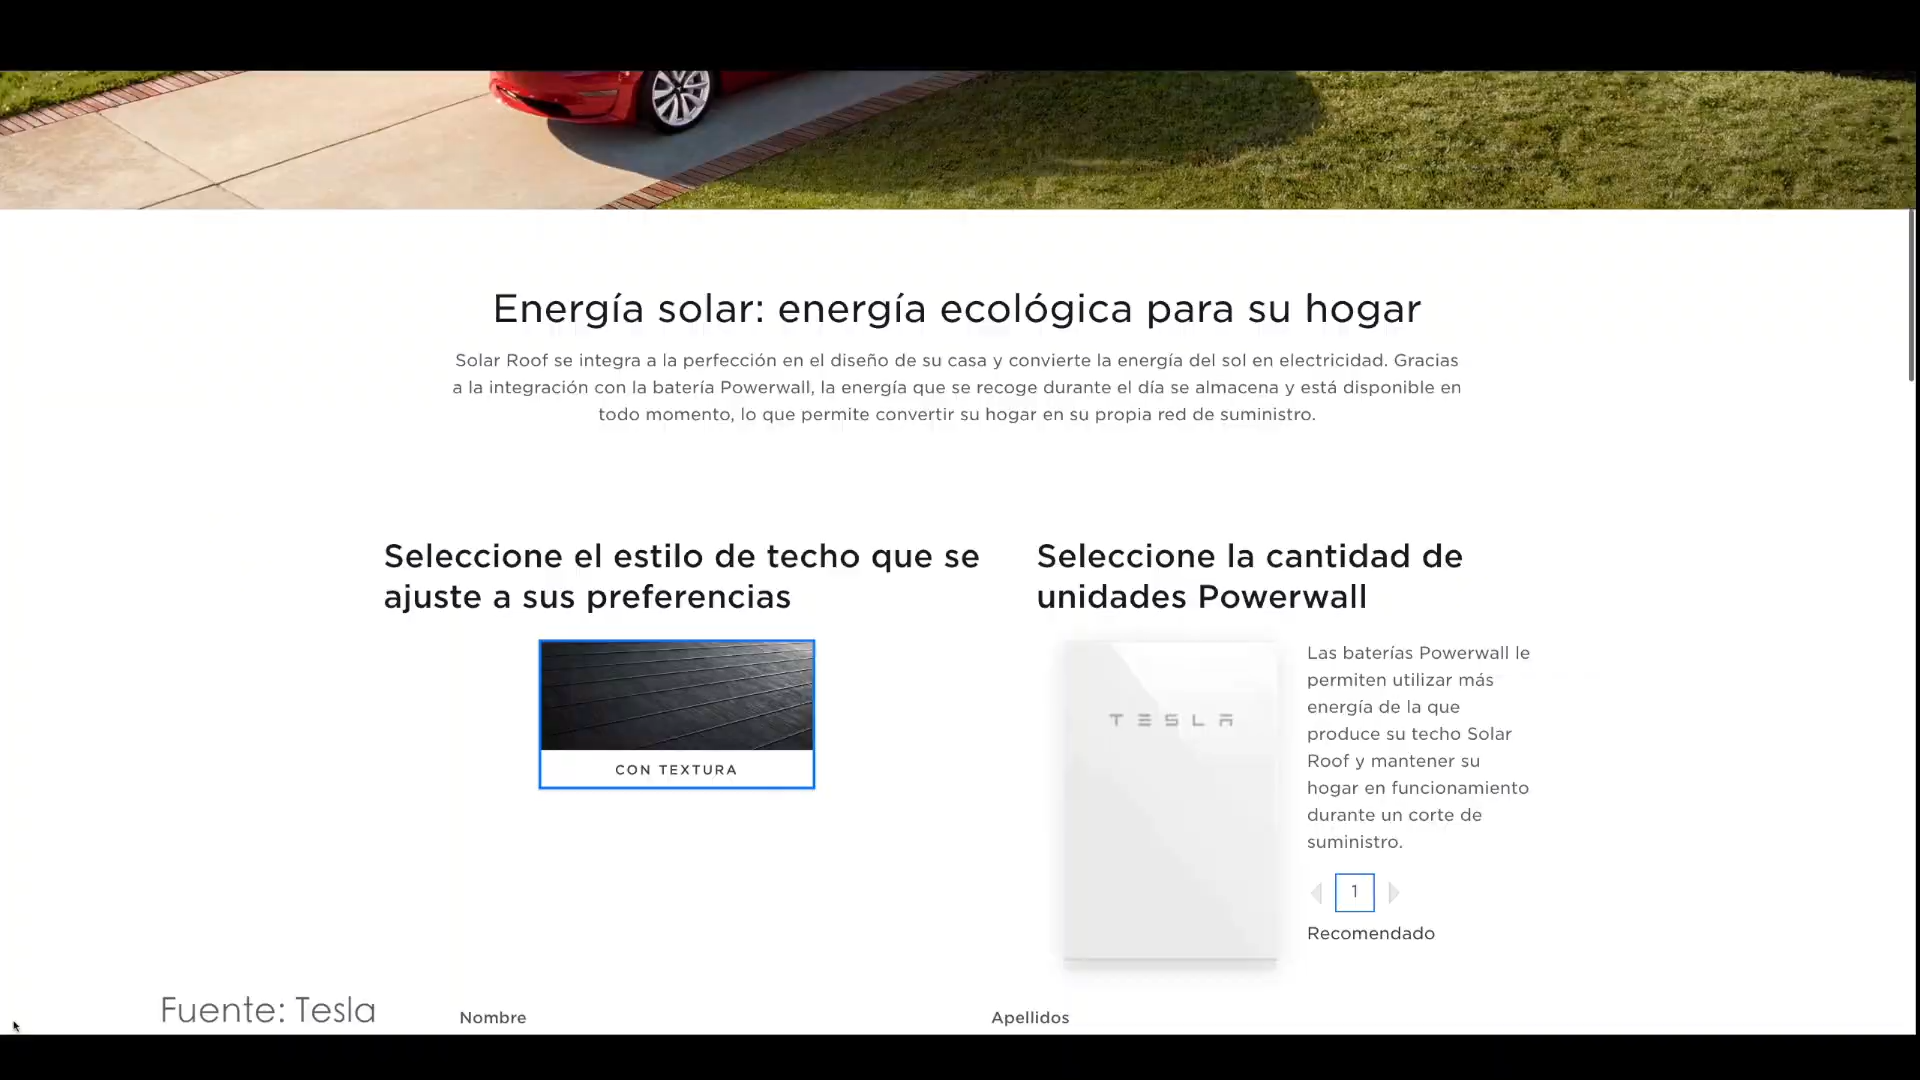 Energía solar: energía ecológica para su hogar
Solar Roof se integra a la perfección en el diseño de su casa y convierte la energía del sol en electricidad. Gracias
a la integración con la batería Powerwall, la energía que se recoge durante el día se almacena y está disponible en
todo momento, lo que permite convertir su hogar en su propia red de suministro.
Seleccione el estilo de techo que se
ajuste a sus preferencias
CON TEXTURA
Seleccione la cantidad de
unidades Powerwall
TESLA
Las baterías Powerwall le
permiten utilizar más
energía de la que
produce su techo Solar
Roof y mantener su
hogar en funcionamiento
durante un corte de
suministro.
1
Recomendado
Fuente: Tesla
Nombre
Apellidos